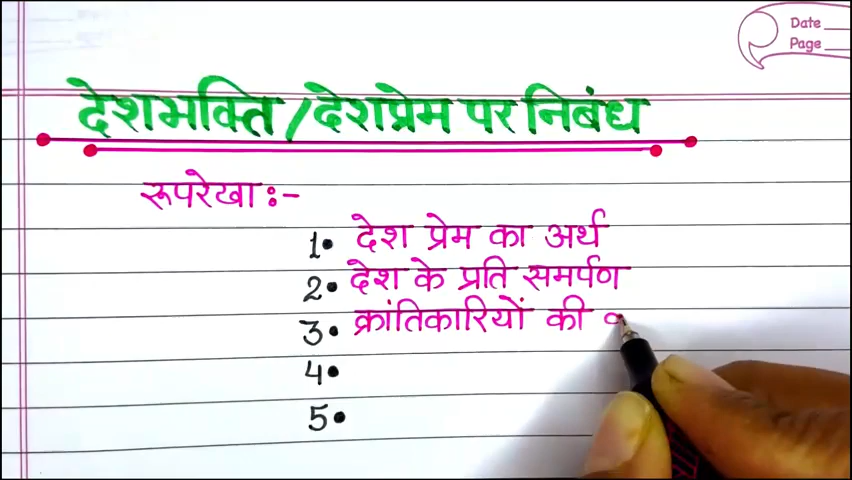 Date
Page
देशभक्ति/देशप्रेम पर निबंध
रूपरेखा:-
1. देश प्रेम का अर्थ
2. देश के प्रति समर्पण
3. क्रांतिकारियों की
4.
5.